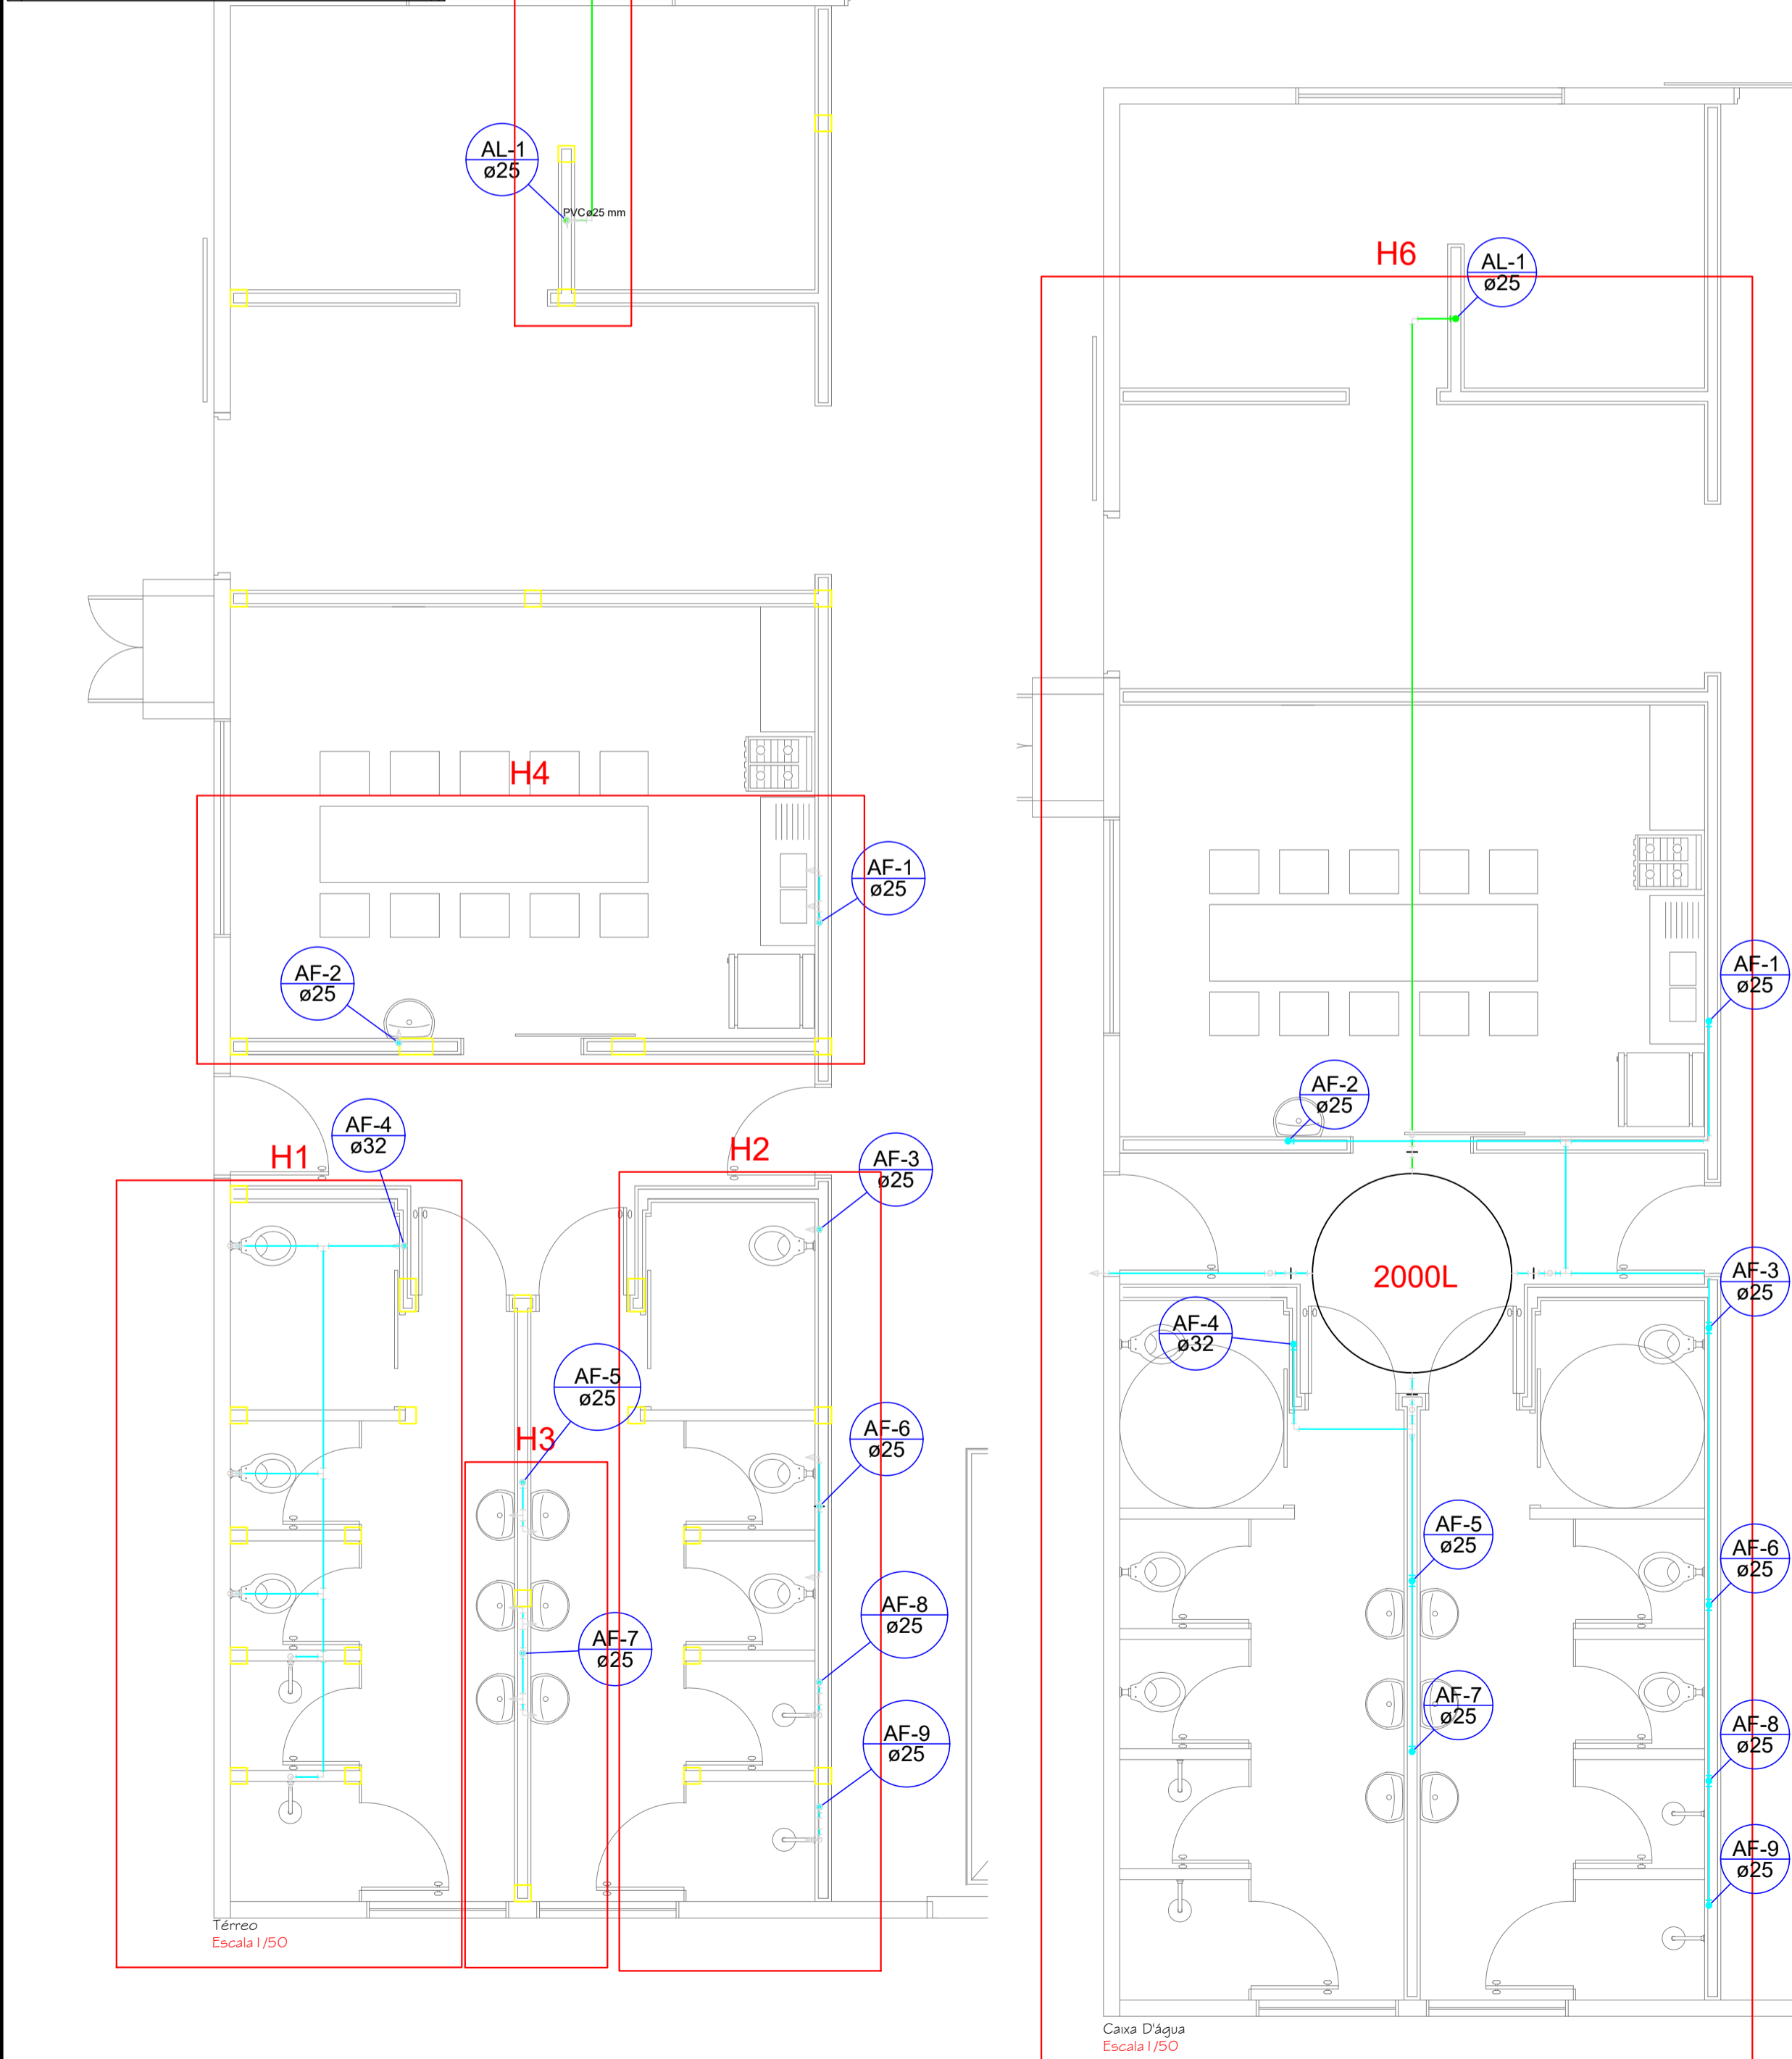 AL-1
ø25
PVCø25 mm
H4
AF-1
ø25
AF-2
ø25
AF-4
ø32
H1
H2
AF-3
ø25
AF-5
ø25
H3
AF-6
ø25
AF-8
ø25
AF-7
ø25
AF-9
ø25
Térreo
Escala 1/50
H6
AL-1
ø25
AF-1
ø25
AF-2
ø25
2000L
AF-3
ø25
AF-4
ø32
AF-5
ø25
AF-6
ø25
AF-7
ø25
AF-8
ø25
AF-9
ø25
Caixa D'água
Escala 1/50